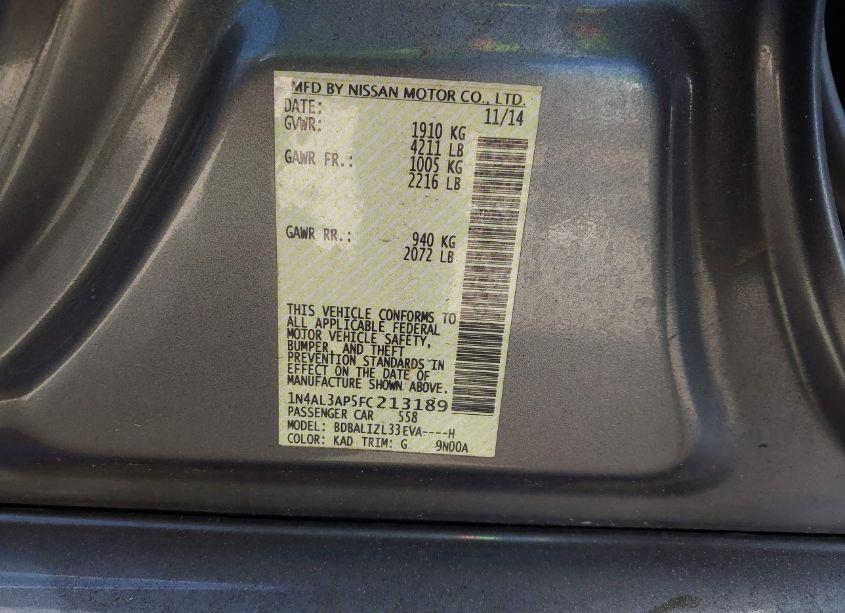 MFD BY NISSAN MOTOR CO., LTD.
DATE: 11/14
GVWR: 1910 KG
4211 LB
GAWR FR.: 1005 KG
2216 LB
GAWR RR.: 940 KG
2072 LB
THIS VEHICLE CONFORMS TO
ALL APPLICABLE FEDERAL
MOTOR VEHICLE SAFETY,
BUMPER, AND THEFT
PREVENTION STANDARDS IN
EFFECT ON THE DATE OF
MANUFACTURE SHOWN ABOVE.
1N4AL3AP5FC213189
PASSENGER CAR 558
MODEL: BDBALIZL33EVA----H
COLOR: KAD TRIM: G 9N00A